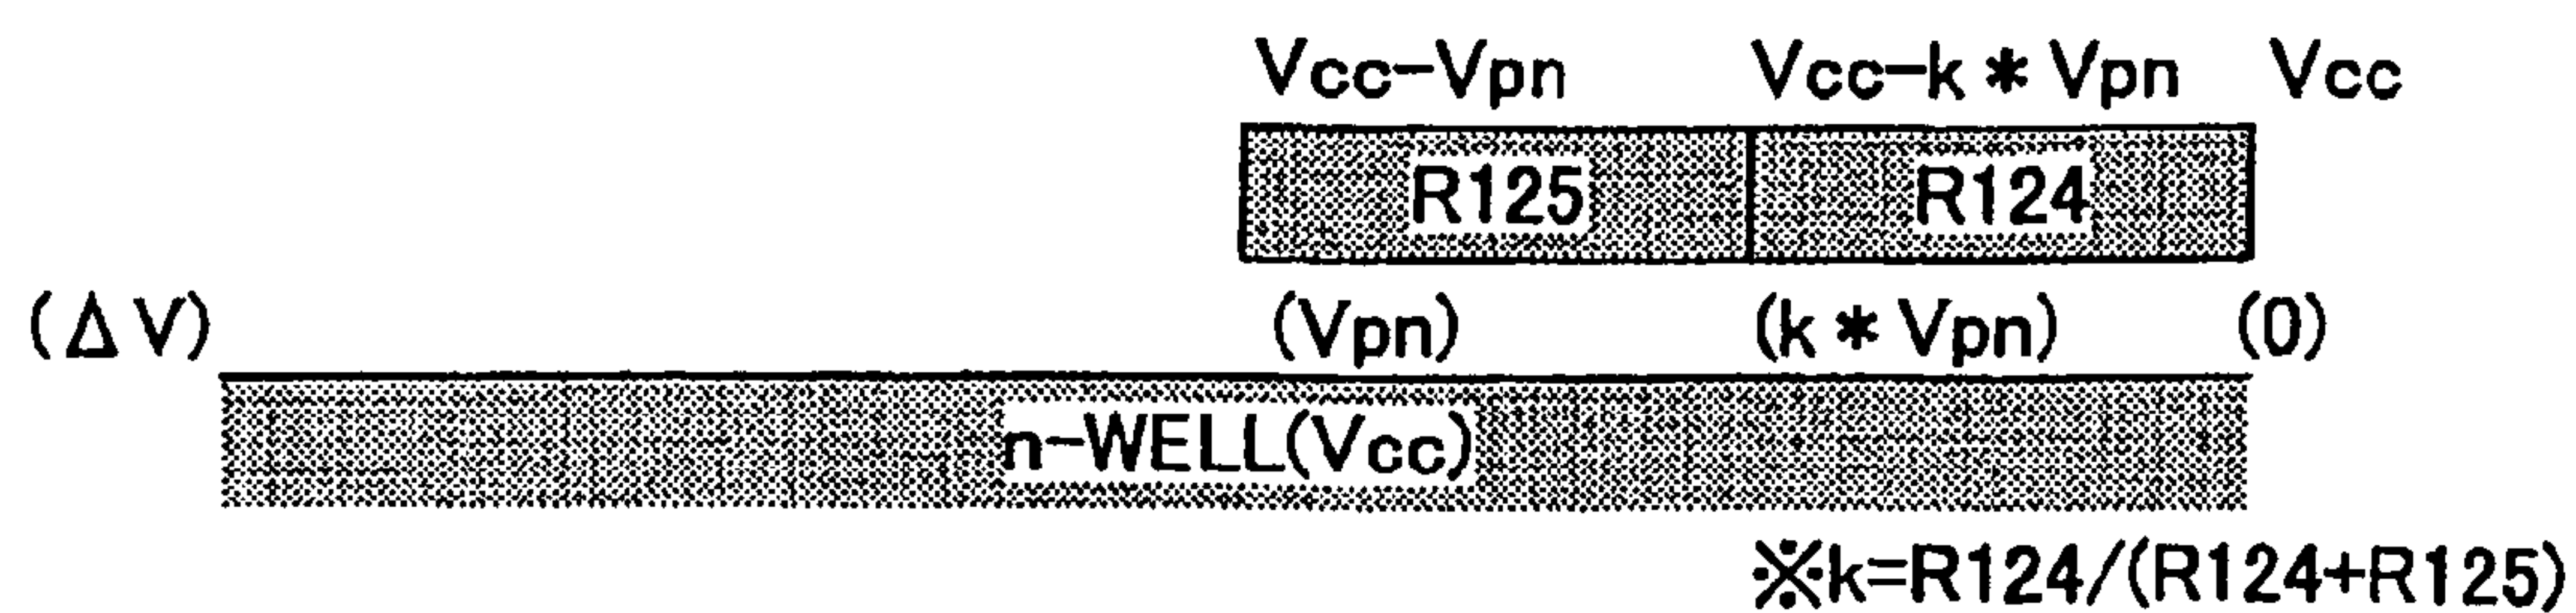 Vcc-Vpn Vcc-k*Vpn Vcc
R125 R124
(ΔV) (Vpn) (k*Vpn) (0)
n-WELL(Vcc)
※k=R124/(R124+R125)